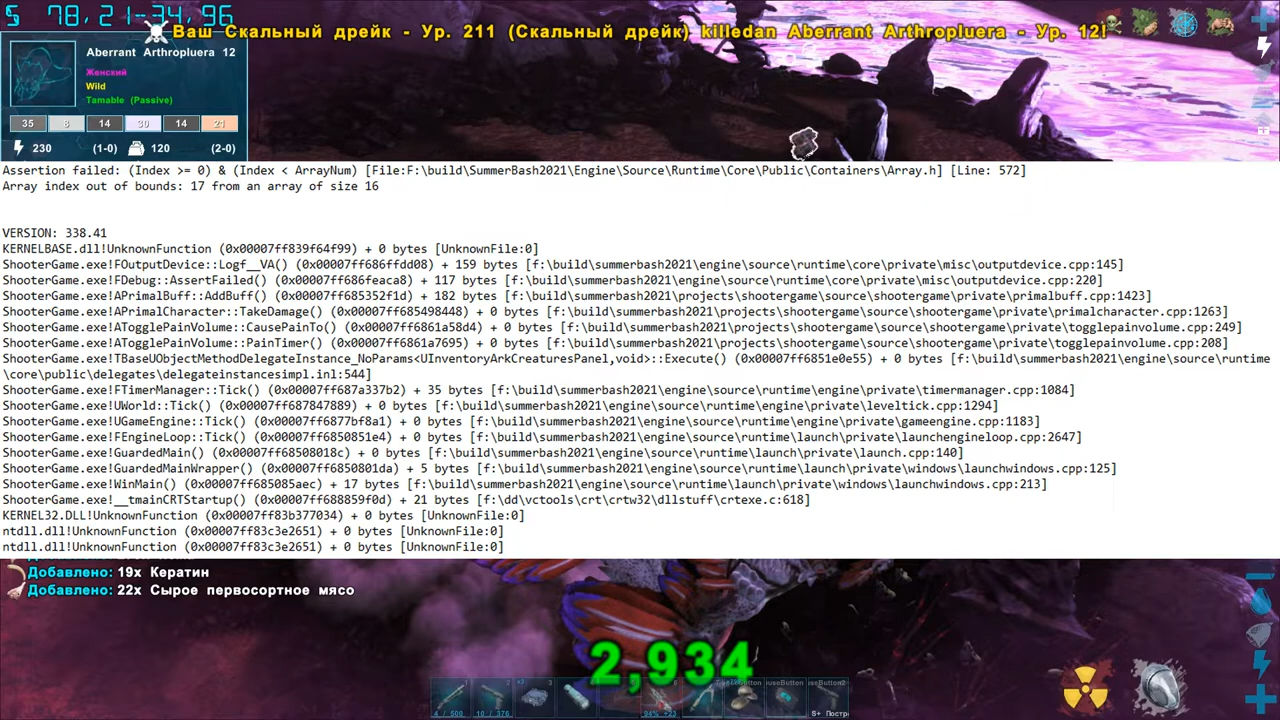 78,21-34,96
Ваш Скальный дрейк - Ур. 211 (Скальный дрейк) killedan Aberrant Arthropluera - Ур. 12!
Aberrant Arthropluera 12
Женский
Wild
Tamable (Passive)
35 8 14 30 14 21
230 (1-0) 120 (2-0)
Assertion failed: (Index >= 0) & (Index < ArrayNum) [File:F:\build\SummerBash2021\Engine\Source\Runtime\Core\Public\Containers\Array.h] [Line: 572]
Array index out of bounds: 17 from an array of size 16
VERSION: 338.41
KERNELBASE.dll!UnknownFunction (0x00007ff839f64f99) + 0 bytes [UnknownFile:0]
ShooterGame.exe!FOutputDevice::Logf__VA() (0x00007ff686ffdd08) + 159 bytes [f:\build\summerbash2021\engine\source\runtime\core\private\misc\outputdevice.cpp:145]
ShooterGame.exe!FDebug::AssertFailed() (0x00007ff686feaca8) + 117 bytes [f:\build\summerbash2021\engine\source\runtime\core\private\misc\outputdevice.cpp:220]
ShooterGame.exe!APrimalBuff::AddBuff() (0x00007ff685352f1d) + 182 bytes [f:\build\summerbash2021\projects\shootergame\source\shootergame\private\primalbuff.cpp:1423]
ShooterGame.exe!APrimalCharacter::TakeDamage() (0x00007ff685498448) + 0 bytes [f:\build\summerbash2021\projects\shootergame\source\shootergame\private\primalcharacter.cpp:1263]
ShooterGame.exe!ATogglePainVolume::CausePainTo() (0x00007ff6861a58d4) + 0 bytes [f:\build\summerbash2021\projects\shootergame\source\shootergame\private\togglepainvolume.cpp:249]
ShooterGame.exe!ATogglePainVolume::PainTimer() (0x00007ff6861a7695) + 0 bytes [f:\build\summerbash2021\projects\shootergame\source\shootergame\private\togglepainvolume.cpp:208]
ShooterGame.exe!TBaseUObjectMethodDelegateInstance_NoParams<UInventoryArkCreaturesPanel,void>::Execute() (0x00007ff6851e0e55) + 0 bytes [f:\build\summerbash2021\engine\source\runtime
\core\public\delegates\delegateinstancesimpl.inl:544]
ShooterGame.exe!FTimerManager::Tick() (0x00007ff687a337b2) + 35 bytes [f:\build\summerbash2021\engine\source\runtime\engine\private\timermanager.cpp:1084]
ShooterGame.exe!UWorld::Tick() (0x00007ff687847889) + 0 bytes [f:\build\summerbash2021\engine\source\runtime\engine\private\leveltick.cpp:1294]
ShooterGame.exe!UGameEngine::Tick() (0x00007ff6877bf8a1) + 0 bytes [f:\build\summerbash2021\engine\source\runtime\engine\private\gameengine.cpp:1183]
ShooterGame.exe!FEngineLoop::Tick() (0x00007ff6850851e4) + 0 bytes [f:\build\summerbash2021\engine\source\runtime\launch\private\launchengineloop.cpp:2647]
ShooterGame.exe!GuardedMain() (0x00007ff68508018c) + 0 bytes [f:\build\summerbash2021\engine\source\runtime\launch\private\launch.cpp:140]
ShooterGame.exe!GuardedMainWrapper() (0x00007ff6850801da) + 5 bytes [f:\build\summerbash2021\engine\source\runtime\launch\private\windows\launchwindows.cpp:125]
ShooterGame.exe!WinMain() (0x00007ff685085aec) + 17 bytes [f:\build\summerbash2021\engine\source\runtime\launch\private\windows\launchwindows.cpp:213]
ShooterGame.exe!__tmainCRTStartup() (0x00007ff688859f0d) + 21 bytes [f:\dd\vctools\crt\crtw32\dllstuff\crtexe.c:618]
KERNEL32.DLL!UnknownFunction (0x00007ff83b377034) + 0 bytes [UnknownFile:0]
ntdll.dll!UnknownFunction (0x00007ff83c3e2651) + 0 bytes [UnknownFile:0]
ntdll.dll!UnknownFunction (0x00007ff83c3e2651) + 0 bytes [UnknownFile:0]
Добавлено: 19x Кератин
Добавлено: 22x Сырое первосортное мясо
2,934
4 / 500 10 / 376 94% +23 S+ Постр